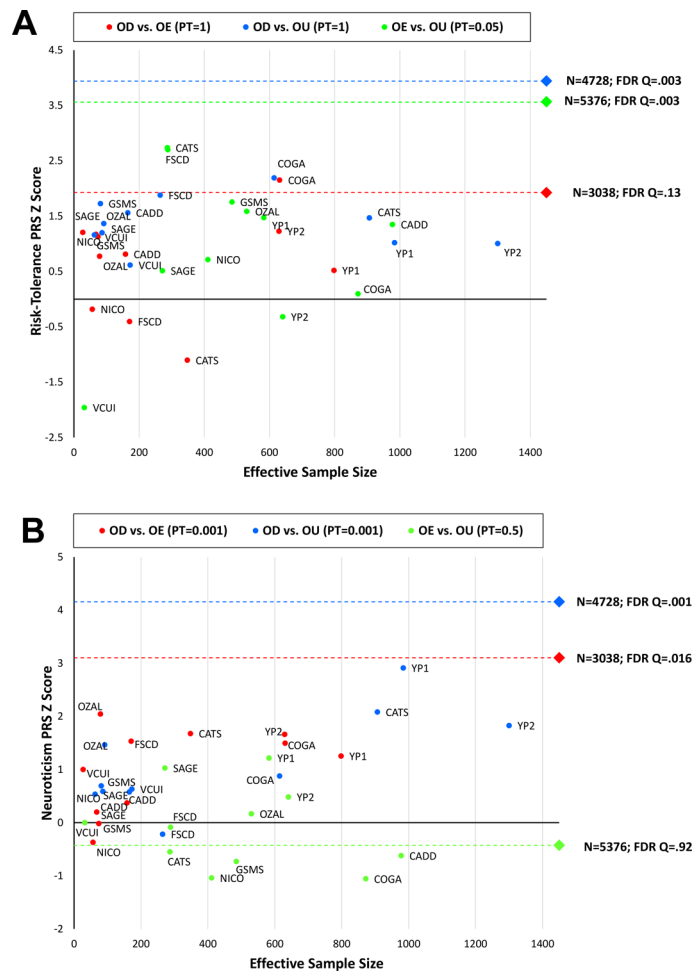 A
OD vs. OE (PT=1) OD vs. OU (PT=1) OE vs. OU (PT=0.05)
4.5
N=4728; FDR Q=.003
3.5
N=5376; FDR Q=.003
CATS
FSCD
2.5
COGA
COGA
N=3038; FDR Q=.13
FSCD
GSMS
GSMS
SAGE
OZAL
CADD
OZAL
CATS
1.5
SAGE
YP1
CADD
NICO
VCUI
YP2
GSMS
YP1
YP2
CADD
OZAL
VCUI
NICO
SAGE
YP1
0.5
COGA
NICO
FSCD
YP2
-0.5
CATS
-1.5
VCUI
-2.5
0 200 400 600 800 1000 1200 1400
Risk-Tolerance PRS Z Score
Effective Sample Size
B
OD vs. OE (PT=0.001) OD vs. OU (PT=0.001) OE vs. OU (PT=0.5)
5
N=4728; FDR Q=.001
4
N=3038; FDR Q=.016
3
YP1
OZAL
CATS
2
YP2
CATS
YP2
OZAL
FSCD
COGA
YP1
YP1
SAGE
1
VCUI
COGA
GSMS
VCUI
NICO
SAGE
CADD
YP2
CADD
SAGE
OZAL
FSCD
0
VCUI
GSMS
FSCD
NICO
N=5376; FDR Q=.92
CATS
GSMS
CADD
-1
NICO
COGA
-2
0 200 400 600 800 1000 1200 1400
Neuroticism PRS Z Score
Effective Sample Size